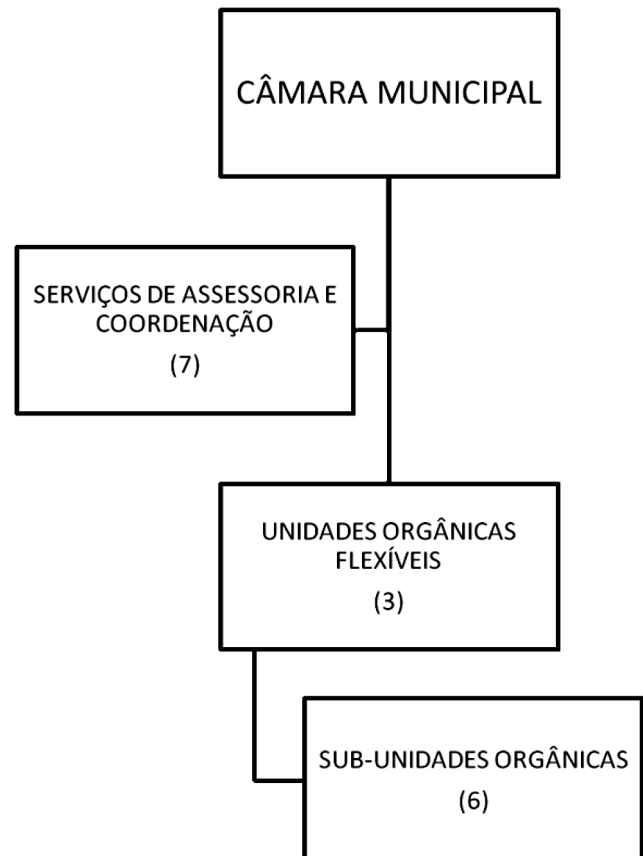 CÂMARA MUNICIPAL
SERVIÇOS DE ASSESSORIA E
COORDENAÇÃO
(7)
UNIDADES ORGÂNICAS
FLEXÍVEIS
(3)
SUB-UNIDADES ORGÂNICAS
(6)